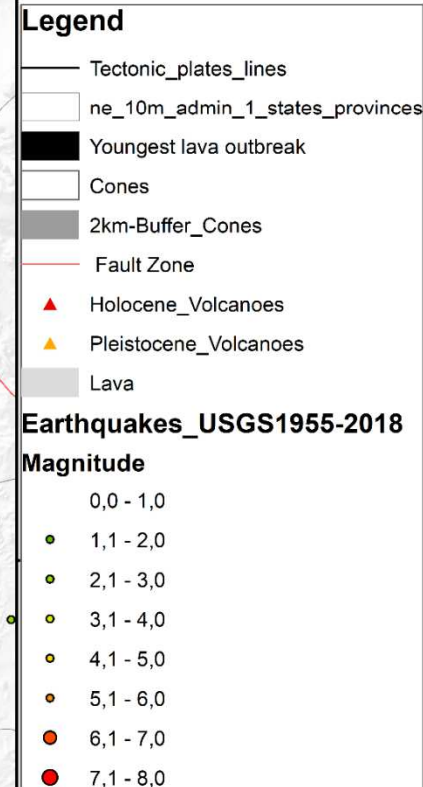 Legend
Tectonic_plates_lines
ne_10m_admin_1_states_provinces
Youngest lava outbreak
Cones
2km-Buffer_Cones
Fault Zone
Holocene_Volcanoes
Pleistocene_Volcanoes
Lava
Earthquakes_USGS1955-2018
Magnitude
0,0 - 1,0
1,1 - 2,0
2,1 - 3,0
3,1 - 4,0
4,1 - 5,0
5,1 - 6,0
6,1 - 7,0
7,1 - 8,0